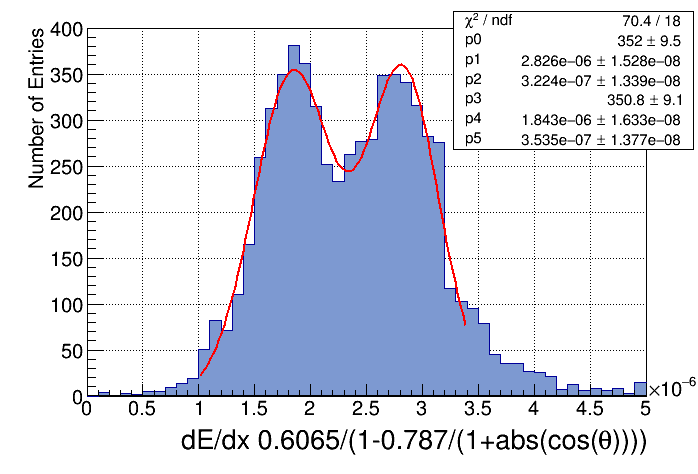 χ² / ndf 70.4 / 18
p0 352 ± 9.5
p1 2.826e−06 ± 1.528e−08
p2 3.224e−07 ± 1.339e−08
p3 350.8 ± 9.1
p4 1.843e−06 ± 1.633e−08
p5 3.535e−07 ± 1.377e−08
Number of Entries
400
350
300
250
200
150
100
50
0
0 0.5 1 1.5 2 2.5 3 3.5 4 4.5 5
×10⁻⁶
dE/dx 0.6065/(1-0.787/(1+abs(cos(θ))))